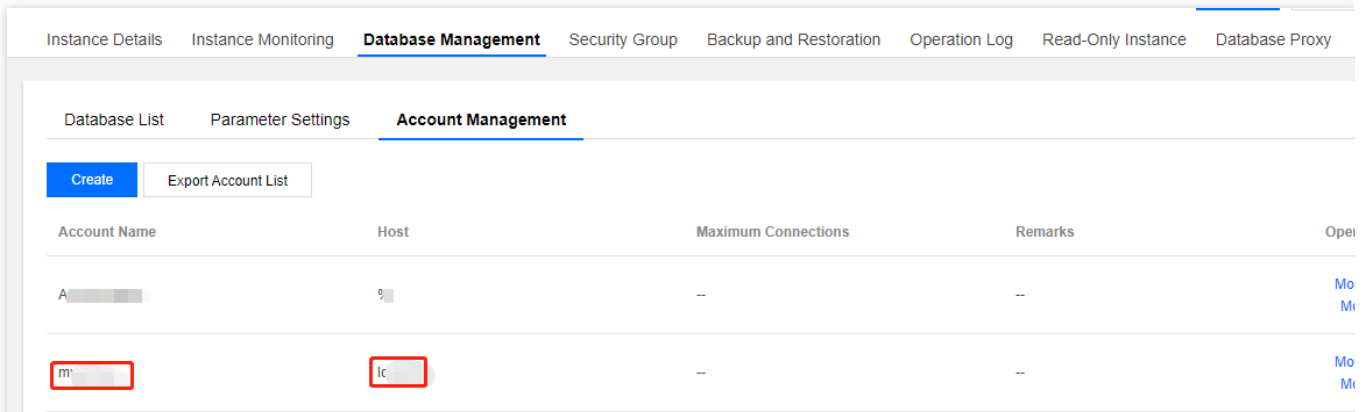 Instance Details Instance Monitoring Database Management Security Group Backup and Restoration Operation Log Read-Only Instance Database Proxy
Database List Parameter Settings Account Management
Create Export Account List
Account Name Host Maximum Connections Remarks
-- --
-- --